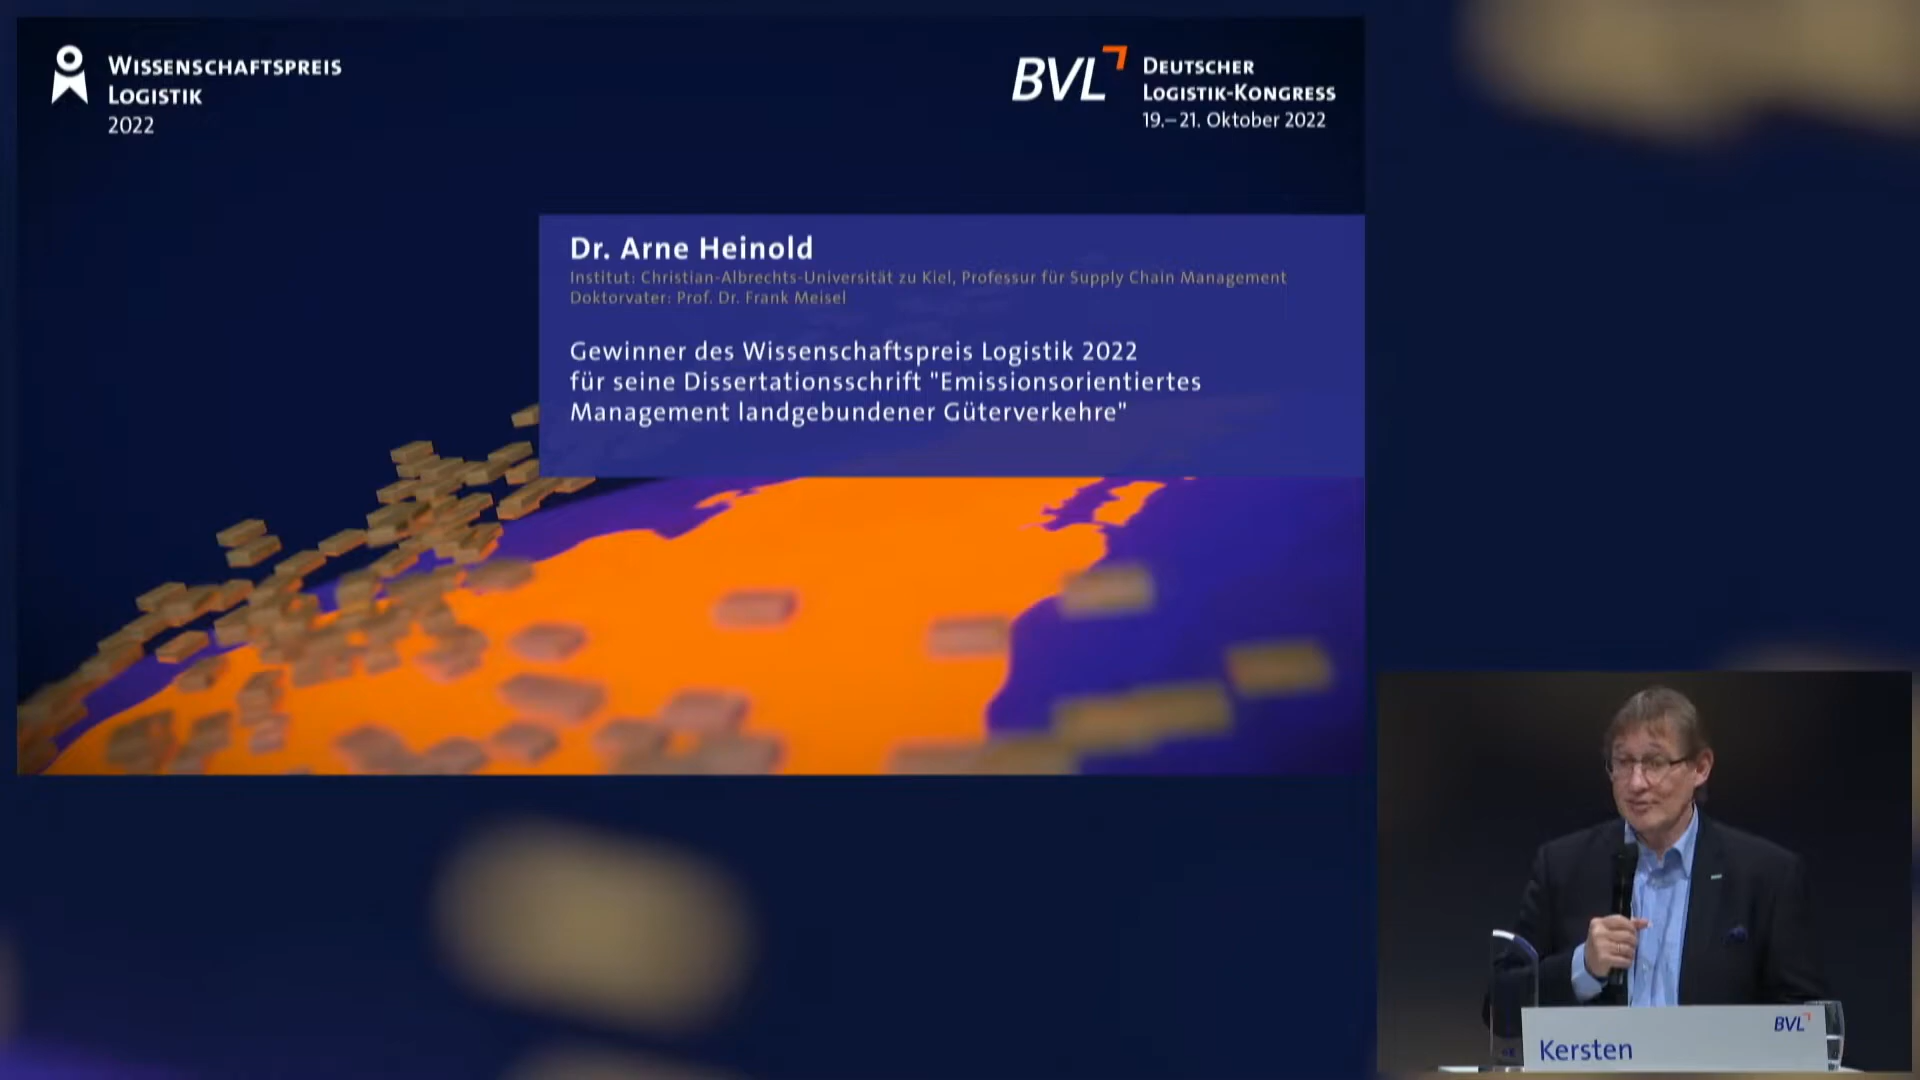 WISSENSCHAFTSPREIS
LOGISTIK
2022
BVL
DEUTSCHER
LOGISTIK-KONGRESS
19.–21. Oktober 2022
Dr. Arne Heinold
Institut: Christian-Albrechts-Universität zu Kiel, Professur für Supply Chain Management
Doktorvater: Prof. Dr. Frank Meisel
Gewinner des Wissenschaftspreis Logistik 2022
für seine Dissertationsschrift "Emissionsorientiertes
Management landgebundener Güterverkehre"
BVL
Kersten